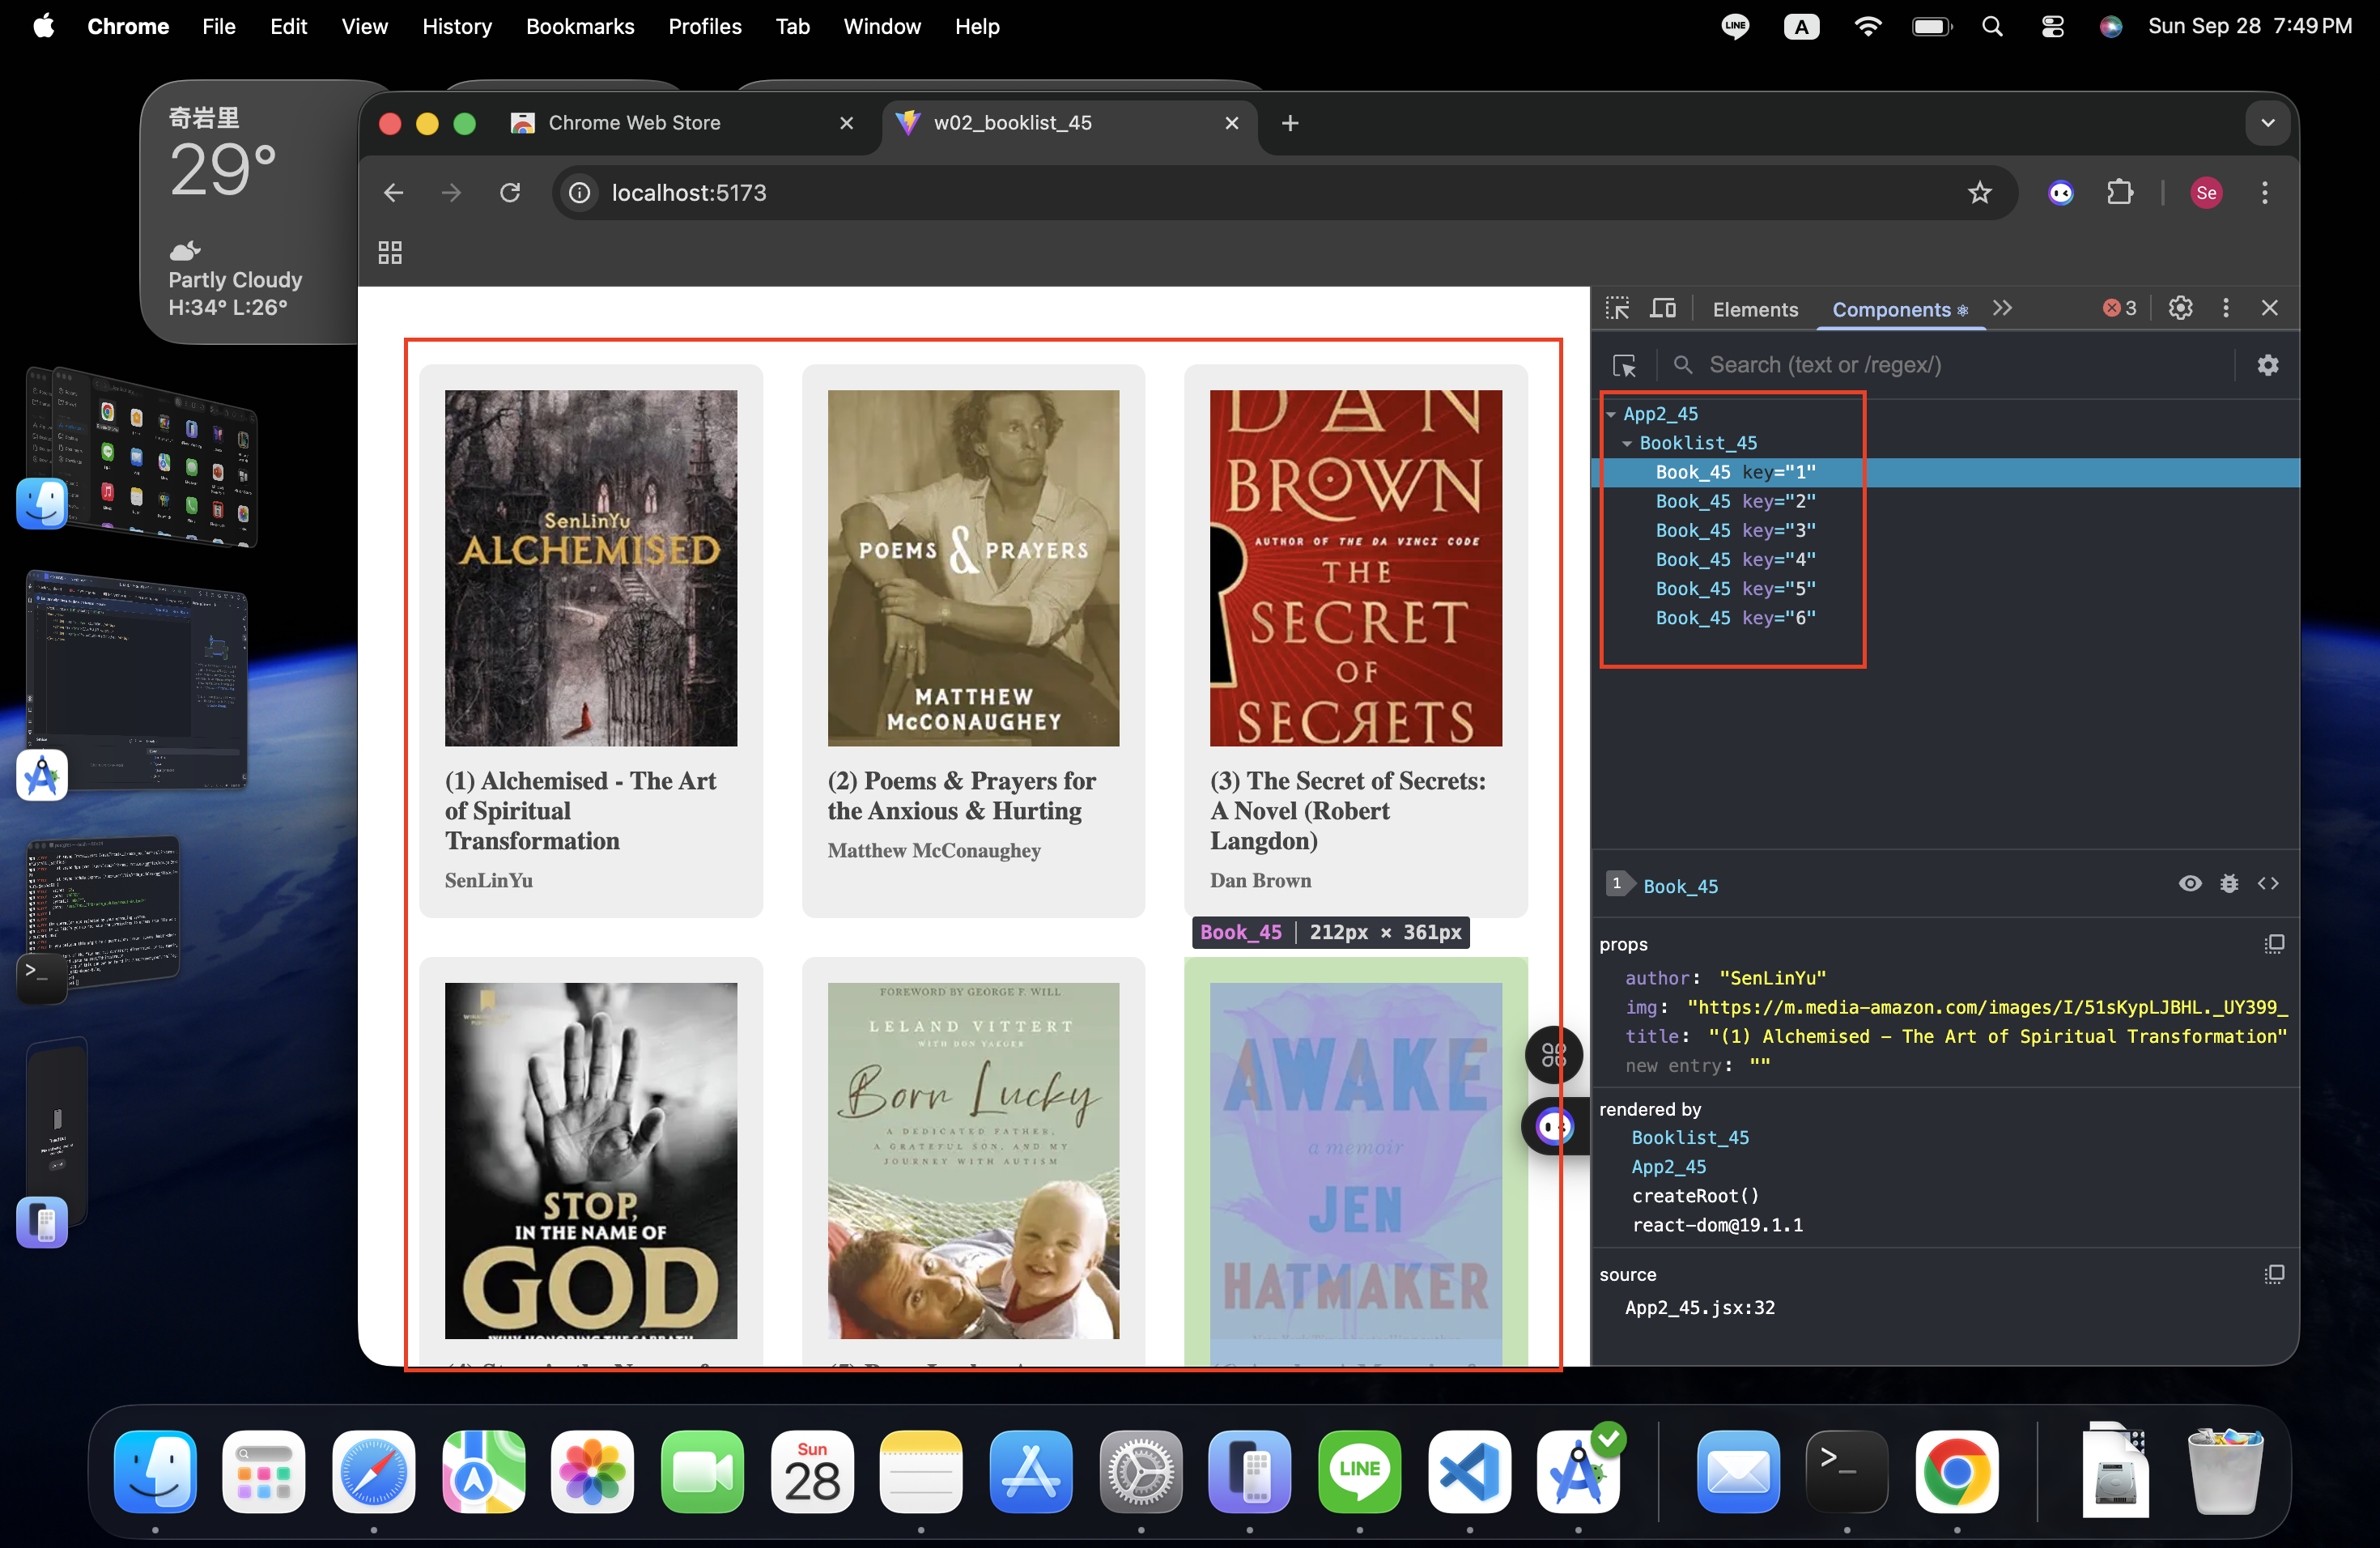 Chrome File Edit View History Bookmarks Profiles Tab Window Help
LINE A Sun Sep 28 7:49 PM
奇岩里
29°
Partly Cloudy
H:34° L:26°
Chrome Web Store
w02_booklist_45
localhost:5173
Se
SenLinYu
ALCHEMISED
(1) Alchemised - The Art
of Spiritual
Transformation
SenLinYu
POEMS & PRAYERS
MATTHEW
McCONAUGHEY
(2) Poems & Prayers for
the Anxious & Hurting
Matthew McConaughey
DAN
BROWN
AUTHOR OF THE DA VINCI CODE
THE
SECRET
OF
SECRETS
(3) The Secret of Secrets:
A Novel (Robert
Langdon)
Dan Brown
Book_45 212px × 361px
STOP,
IN THE NAME OF
GOD
WHY HONORING THE SABBATH
FOREWORD BY GEORGE F. WILL
LELAND VITTERT
WITH DON YAEGER
Born Lucky
A DEDICATED FATHER,
A GRATEFUL SON, AND MY
JOURNEY WITH AUTISM
AWAKE
a memoir
JEN
HATMAKER
Elements Components 3
Search (text or /regex/)
App2_45
Booklist_45
Book_45 key="1"
Book_45 key="2"
Book_45 key="3"
Book_45 key="4"
Book_45 key="5"
Book_45 key="6"
1 Book_45
props
author: "SenLinYu"
img: "https://m.media-amazon.com/images/I/51sKypLJBHL._UY399_
title: "(1) Alchemised - The Art of Spiritual Transformation"
new entry: ""
rendered by
Booklist_45
App2_45
createRoot()
react-dom@19.1.1
source
App2_45.jsx:32
Sun
28
LINE